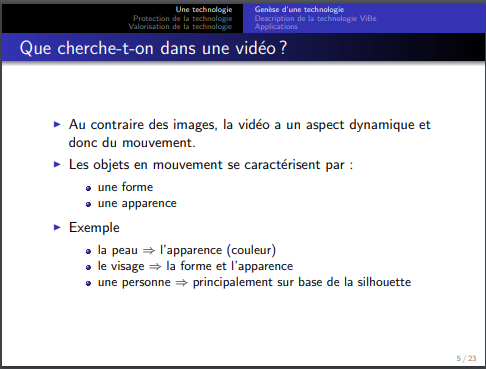 Une technologie
Protection de la technologie
Valorisation de la technologie
Genèse d'une technologie
Description de la technologie ViBe
Applications
Que cherche-t-on dans une vidéo ?
Au contraire des images, la vidéo a un aspect dynamique et
donc du mouvement.
Les objets en mouvement se caractérisent par :
une forme
une apparence
Exemple
la peau ⇒ l'apparence (couleur)
le visage ⇒ la forme et l'apparence
une personne ⇒ principalement sur base de la silhouette
5 / 23